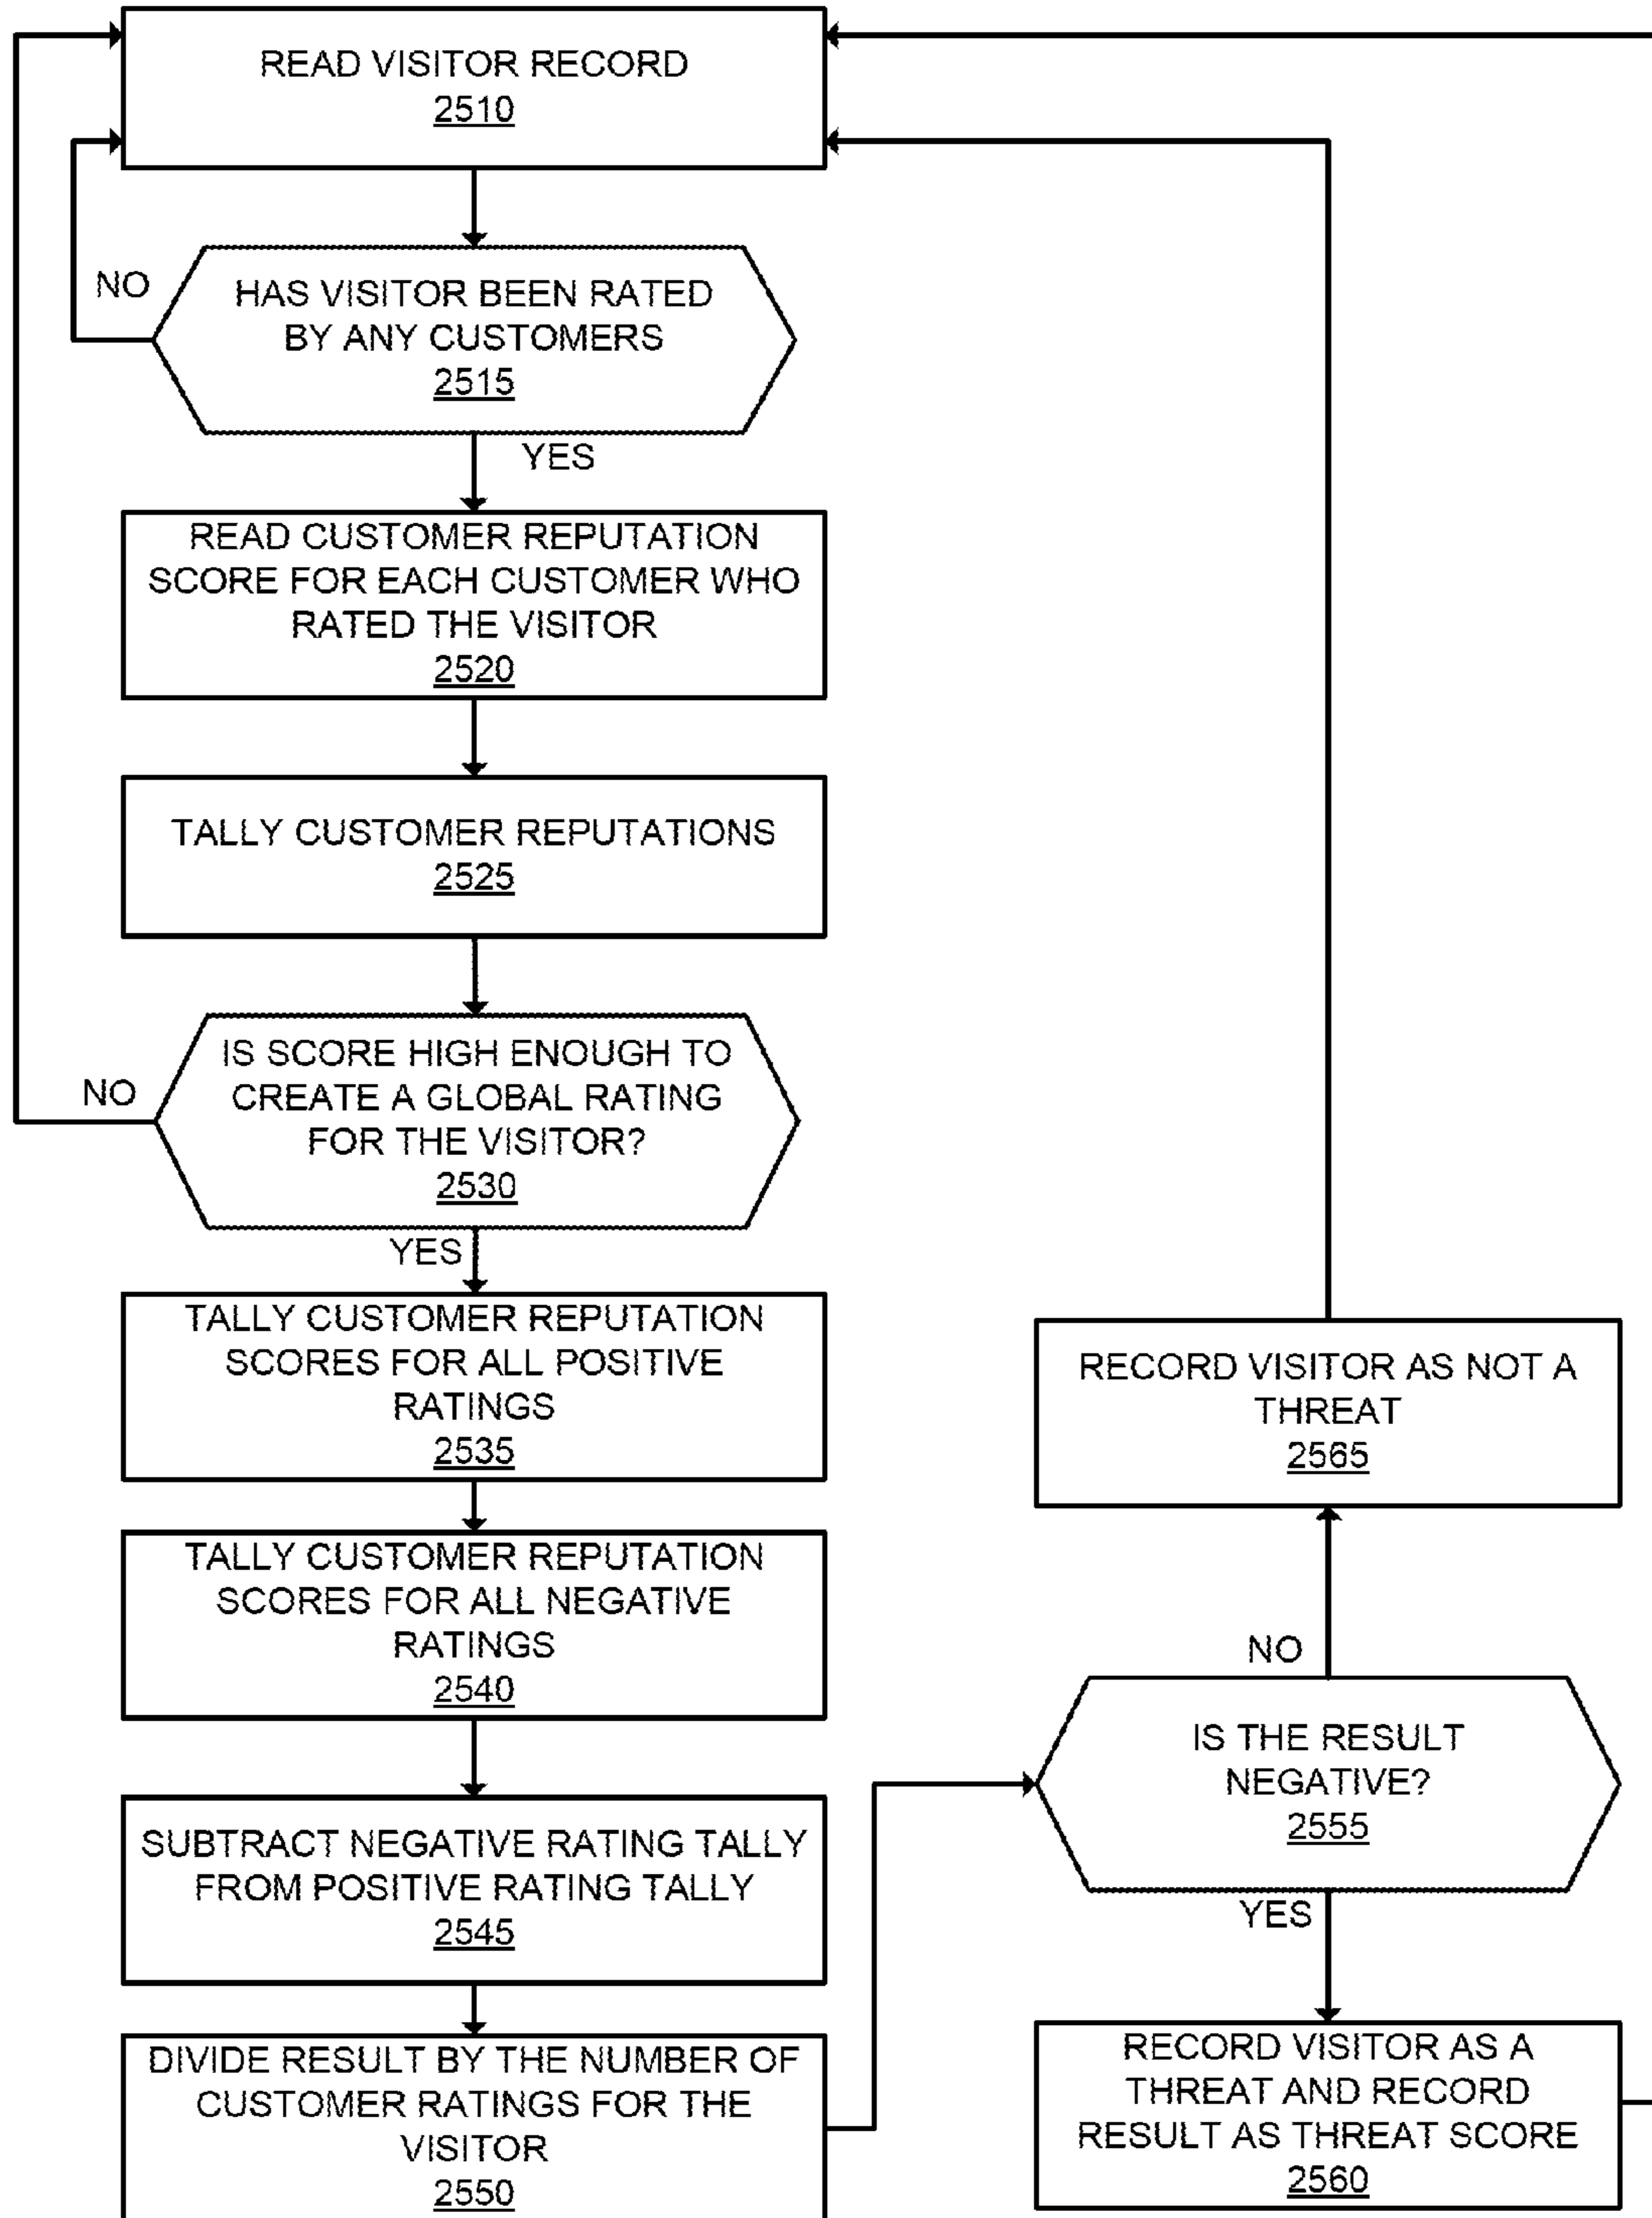 READ VISITOR RECORD
2510
NO
HAS VISITOR BEEN RATED
BY ANY CUSTOMERS
2515
YES
READ CUSTOMER REPUTATION
SCORE FOR EACH CUSTOMER WHO
RATED THE VISITOR
2520
TALLY CUSTOMER REPUTATIONS
2525
NO
IS SCORE HIGH ENOUGH TO
CREATE A GLOBAL RATING
FOR THE VISITOR?
2530
YES
TALLY CUSTOMER REPUTATION
SCORES FOR ALL POSITIVE
RATINGS
2535
TALLY CUSTOMER REPUTATION
SCORES FOR ALL NEGATIVE
RATINGS
2540
SUBTRACT NEGATIVE RATING TALLY
FROM POSITIVE RATING TALLY
2545
DIVIDE RESULT BY THE NUMBER OF
CUSTOMER RATINGS FOR THE
VISITOR
2550
RECORD VISITOR AS NOT A
THREAT
2565
NO
IS THE RESULT
NEGATIVE?
2555
YES
RECORD VISITOR AS A
THREAT AND RECORD
RESULT AS THREAT SCORE
2560